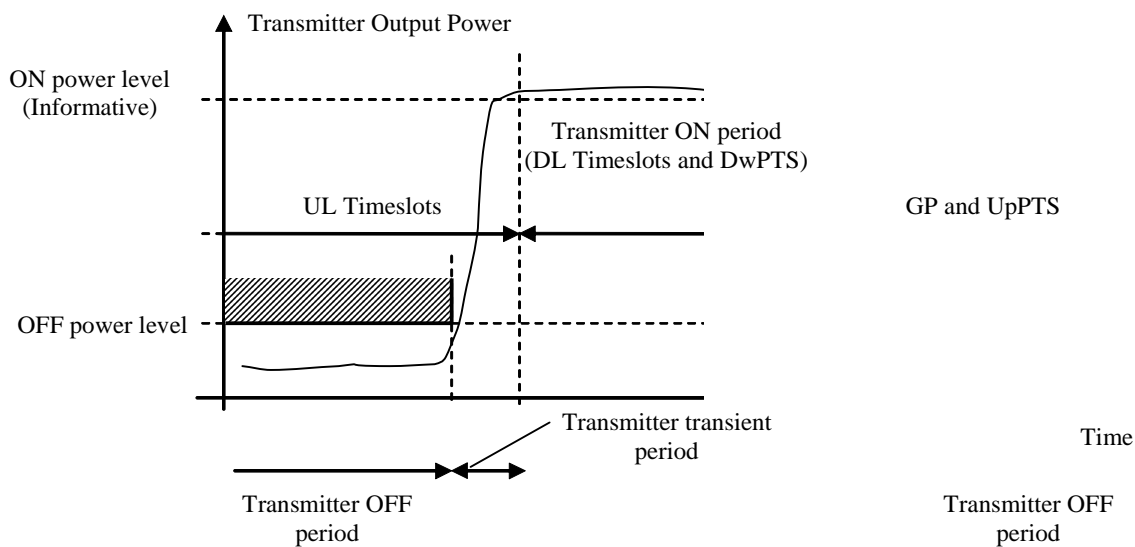 Transmitter Output Power
ON power level
(Informative)
Transmitter ON period
(DL Timeslots and DwPTS)
UL Timeslots
GP and UpPTS
OFF power level
Transmitter transient
period
Time
Transmitter OFF
period
Transmitter OFF
period